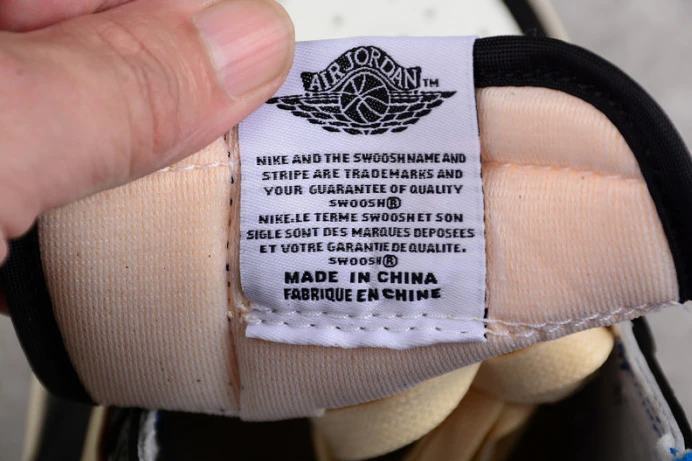 AIR JORDAN TM
NIKE AND THE SWOOSH NAME AND
STRIPE ARE TRADEMARKS AND
YOUR GUARANTEE OF QUALITY
SWOOSH®
NIKE.LE TERME SWOOSH ET SON
SIGLE SONT DES MARQUES DEPOSEES
ET VOTRE GARANTIE DE QUALITE.
SWOOSH®
MADE IN CHINA
FABRIQUE EN CHINE